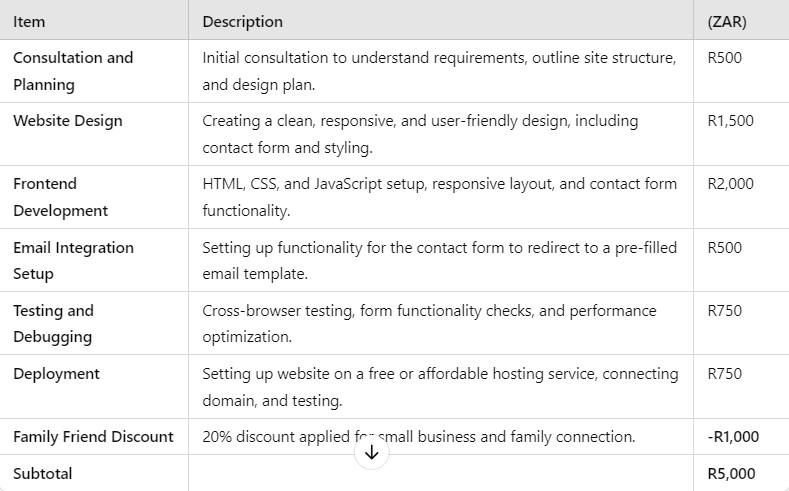 Item Description (ZAR)
Consultation and Planning Initial consultation to understand requirements, outline site structure, and design plan. R500
Website Design Creating a clean, responsive, and user-friendly design, including contact form and styling. R1,500
Frontend Development HTML, CSS, and JavaScript setup, responsive layout, and contact form functionality. R2,000
Email Integration Setup Setting up functionality for the contact form to redirect to a pre-filled email template. R500
Testing and Debugging Cross-browser testing, form functionality checks, and performance optimization. R750
Deployment Setting up website on a free or affordable hosting service, connecting domain, and testing. R750
Family Friend Discount 20% discount applied for small business and family connection. -R1,000
Subtotal R5,000